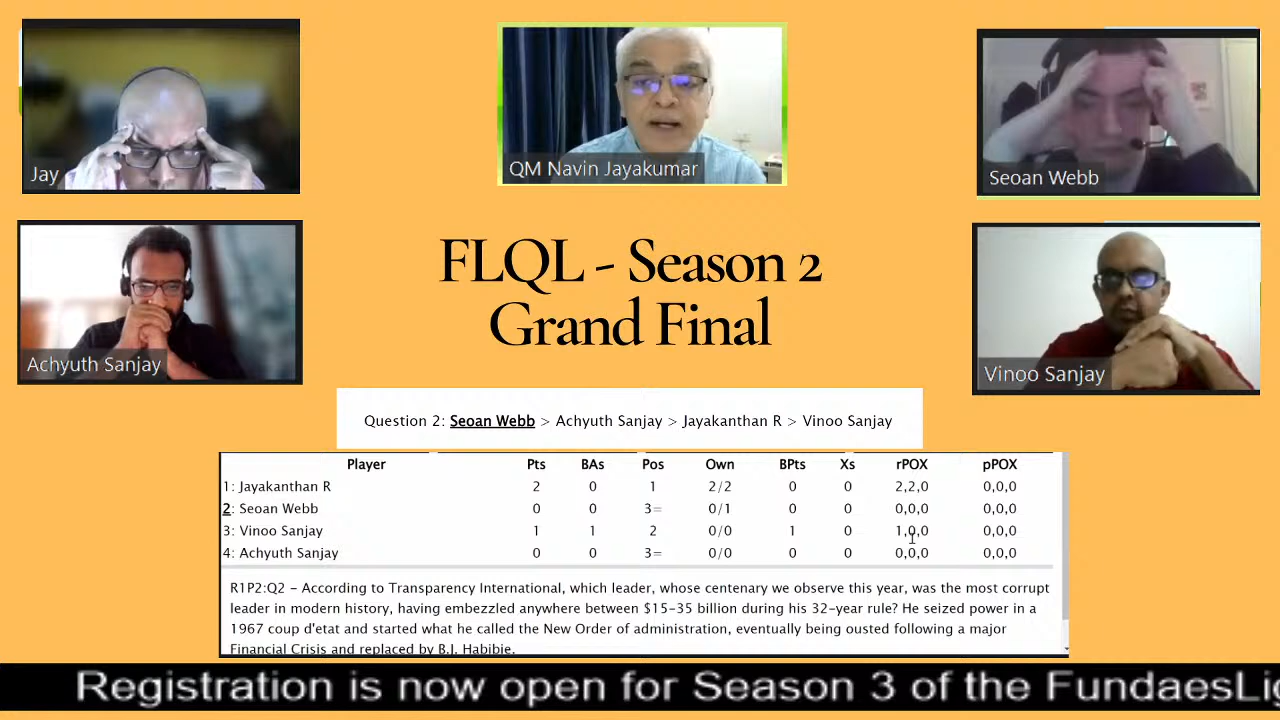 Jay
QM Navin Jayakumar
Seoan Webb
Achyuth Sanjay
Vinoo Sanjay
FLQL - Season 2
Grand Final
Question 2: Seoan Webb > Achyuth Sanjay > Jayakanthan R > Vinoo Sanjay
Player Pts BAs Pos Own BPts Xs rPOX pPOX
1: Jayakanthan R 2 0 1 2/2 0 0 2,2,0 0,0,0
2: Seoan Webb 0 0 3= 0/1 0 0 0,0,0 0,0,0
3: Vinoo Sanjay 1 1 2 0/0 1 0 1,0,0 0,0,0
4: Achyuth Sanjay 0 0 3= 0/0 0 0 0,0,0 0,0,0
R1P2:Q2 - According to Transparency International, which leader, whose centenary we observe this year, was the most corrupt
leader in modern history, having embezzled anywhere between $15-35 billion during his 32-year rule? He seized power in a
1967 coup d'etat and started what he called the New Order of administration, eventually being ousted following a major
Financial Crisis and replaced by B.J. Habibie.
Registration is now open for Season 3 of the FundaesLig